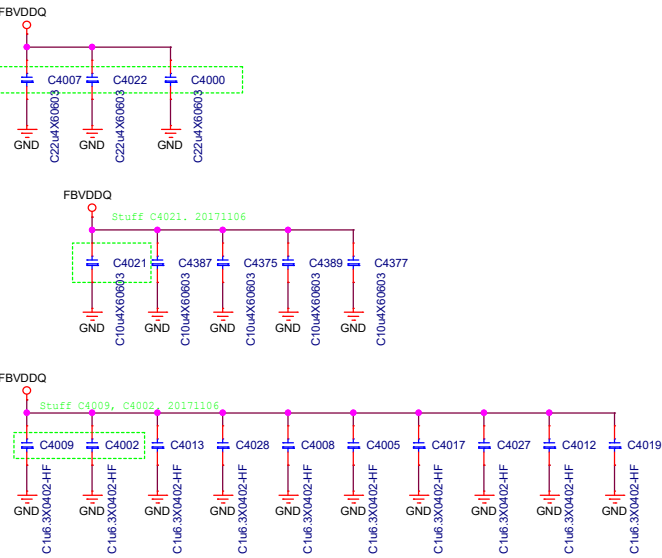 FBVDDQ
C4007 C4022 C4000
C22u4X60603 C22u4X60603 C22u4X60603
GND GND GND
FBVDDQ
Stuff C4021. 20171106
C4021 C4387 C4375 C4389 C4377
C10u4X60603 C10u4X60603 C10u4X60603 C10u4X60603 C10u4X60603
GND GND GND GND GND
FBVDDQ
Stuff C4009, C4002. 20171106
C4009 C4002 C4013 C4028 C4008 C4005 C4017 C4027 C4012 C4019
C1u6.3X0402-HF C1u6.3X0402-HF C1u6.3X0402-HF C1u6.3X0402-HF C1u6.3X0402-HF C1u6.3X0402-HF C1u6.3X0402-HF C1u6.3X0402-HF C1u6.3X0402-HF C1u6.3X0402-HF
GND GND GND GND GND GND GND GND GND GND